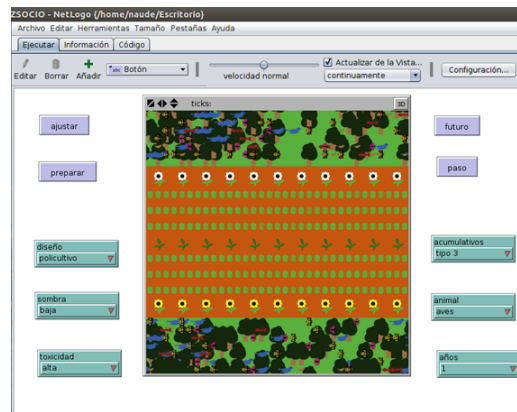 ZSOCIO - NetLogo {/home/naude/Escritorio}
Archivo Editar Herramientas Tamaño Pestañas Ayuda
Ejecutar Información Código
Editar Borrar Añadir
abc Botón
velocidad normal
Actualizar de la Vista...
continuamente
Configuración...
ticks:
3D
ajustar
futuro
preparar
paso
diseño
policultivo
acumulativos
tipo 3
sombra
baja
animal
aves
toxicidad
alta
años
1